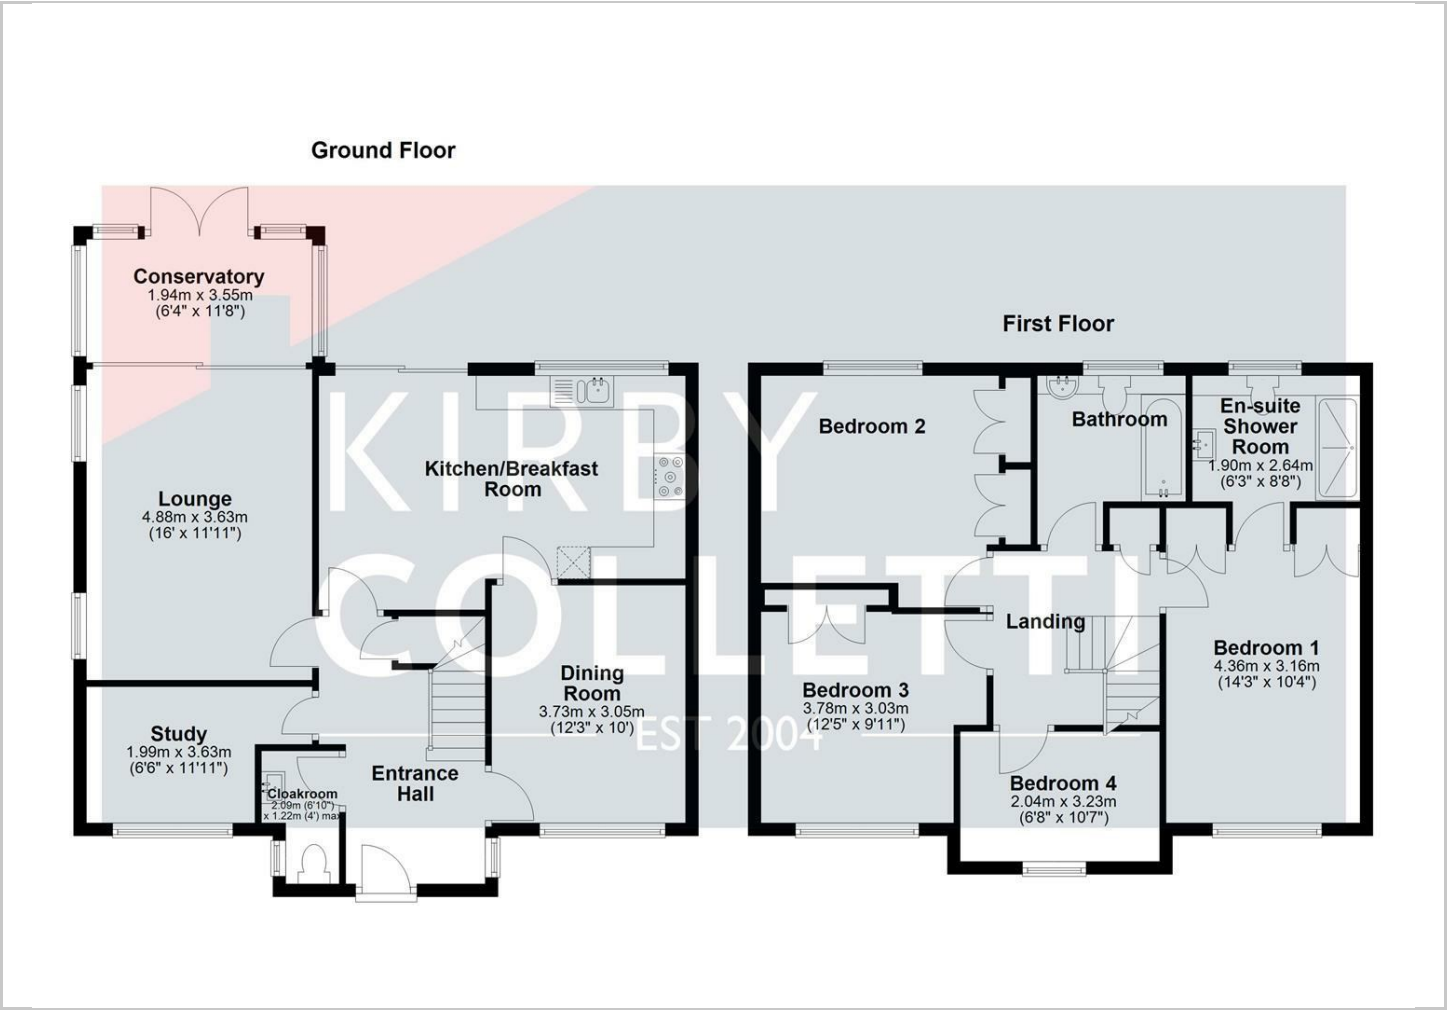 Ground Floor
Conservatory
1.94m x 3.55m
(6'4" x 11'8")
Lounge
4.88m x 3.63m
(16' x 11'11")
Kitchen/Breakfast
Room
Dining
Room
3.73m x 3.05m
(12'3" x 10')
Study
1.99m x 3.63m
(6'6" x 11'11")
Cloakroom
2.09m (6'10")
x 1.22m (4') max
Entrance
Hall
First Floor
Bedroom 2
Bathroom
En-suite
Shower
Room
1.90m x 2.64m
(6'3" x 8'8")
Landing
Bedroom 1
4.36m x 3.16m
(14'3" x 10'4")
Bedroom 3
3.78m x 3.03m
(12'5" x 9'11")
Bedroom 4
2.04m x 3.23m
(6'8" x 10'7")
KIRBY
COLLETTI
EST 2004